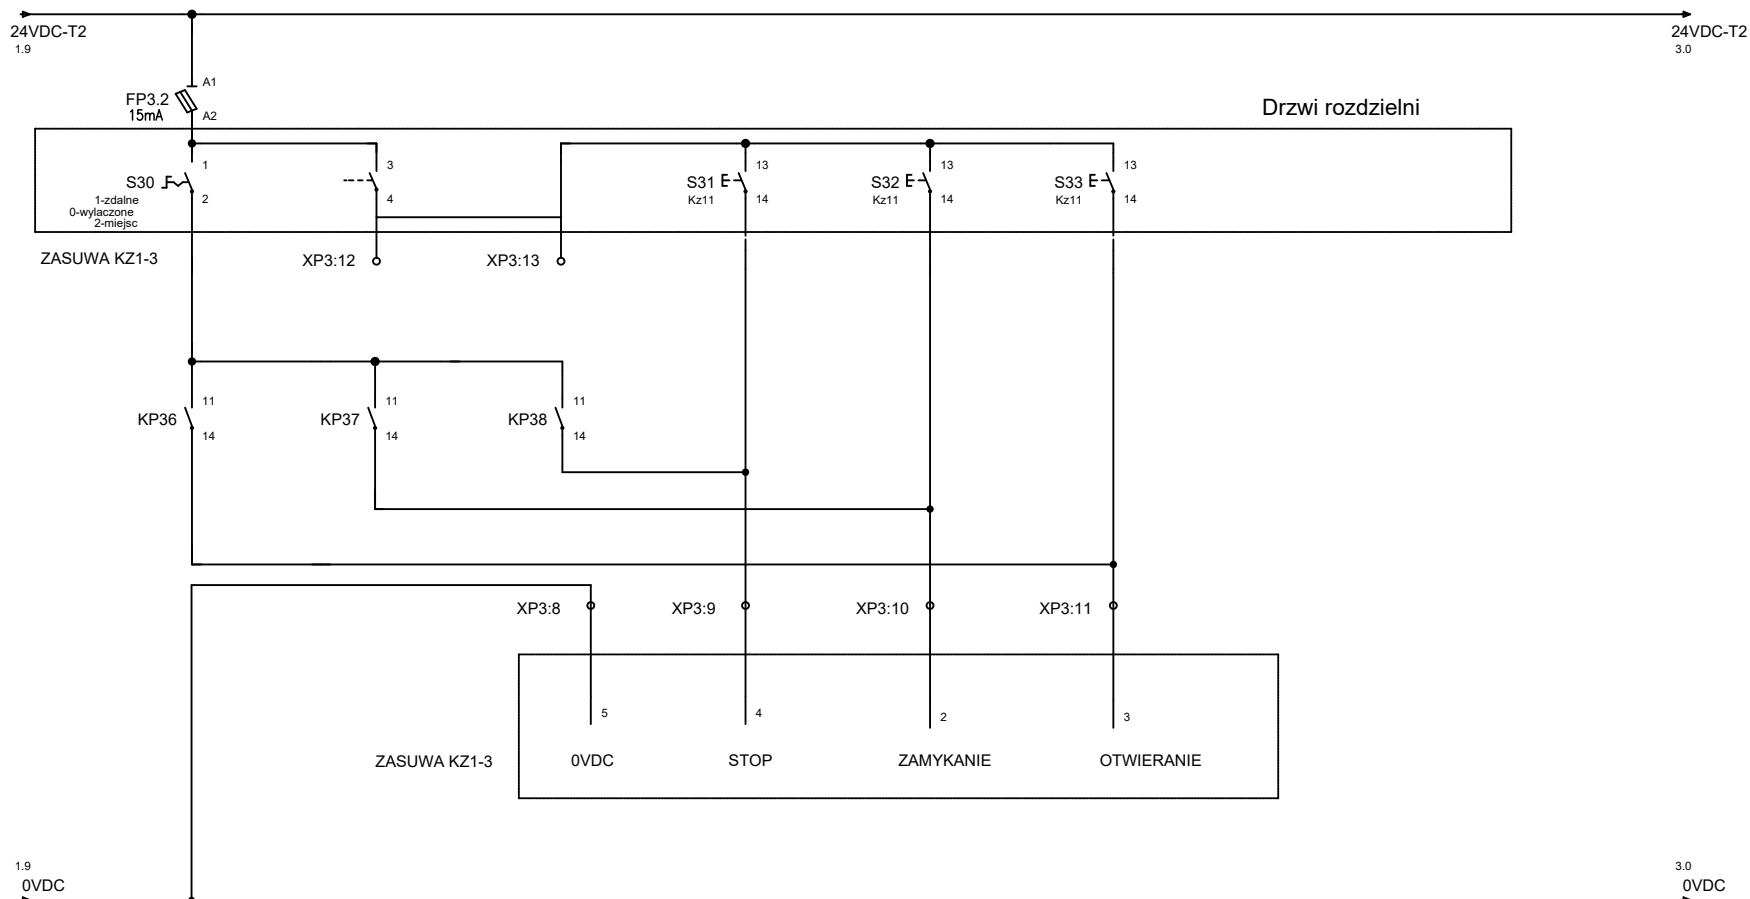 24VDC-T2
1.9
24VDC-T2
3.0
A1
FP3.2
15mA
A2
Drzwi rozdzielni
1
S30
2
1-zdalne
0-wylaczone
2-miejsc
3
4
13
S31
Kz11
14
13
S32
Kz11
14
13
S33
Kz11
14
ZASUWA KZ1-3
XP3:12
XP3:13
11
KP36
14
11
KP37
14
11
KP38
14
XP3:8
XP3:9
XP3:10
XP3:11
5
4
2
3
ZASUWA KZ1-3
0VDC
STOP
ZAMYKANIE
OTWIERANIE
1.9
0VDC
3.0
0VDC